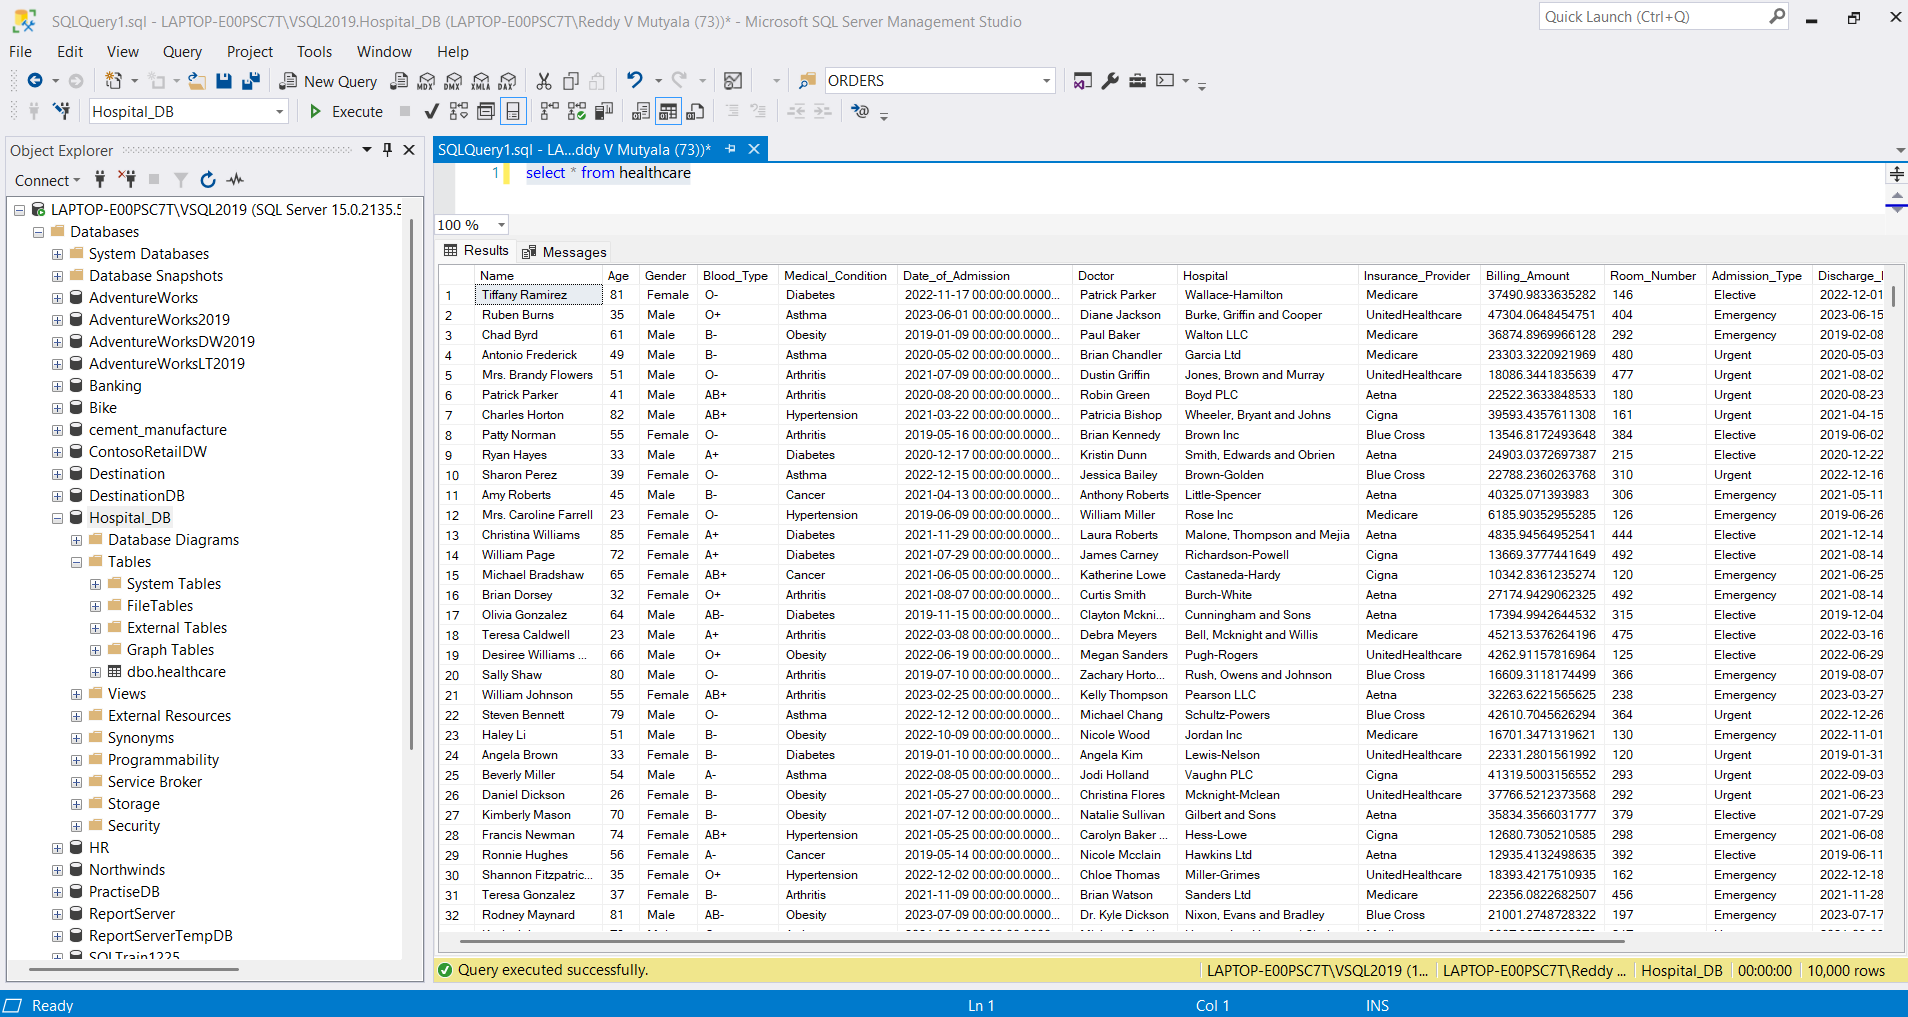 SQLQuery1.sql - LAPTOP-E00PSC7T\VSQL2019.Hospital_DB (LAPTOP-E00PSC7T\Reddy V Mutyala (73))* - Microsoft SQL Server Management Studio
Quick Launch (Ctrl+Q)
File Edit View Query Project Tools Window Help
New Query MDX DMX XMLA DAX ORDERS
Hospital_DB Execute
Object Explorer
Connect
LAPTOP-E00PSC7T\VSQL2019 (SQL Server 15.0.2135.5
Databases
System Databases
Database Snapshots
AdventureWorks
AdventureWorks2019
AdventureWorksDW2019
AdventureWorksLT2019
Banking
Bike
cement_manufacture
ContosoRetailDW
Destination
DestinationDB
Hospital_DB
Database Diagrams
Tables
System Tables
FileTables
External Tables
Graph Tables
dbo.healthcare
Views
External Resources
Synonyms
Programmability
Service Broker
Storage
Security
HR
Northwinds
PractiseDB
ReportServer
ReportServerTempDB
SQLTrain1225
SQLQuery1.sql - LA...ddy V Mutyala (73))*
1 select * from healthcare
100 %
Results Messages
Name Age Gender Blood_Type Medical_Condition Date_of_Admission Doctor Hospital Insurance_Provider Billing_Amount Room_Number Admission_Type Discharge_
1 Tiffany Ramirez 81 Female O- Diabetes 2022-11-17 00:00:00.0000... Patrick Parker Wallace-Hamilton Medicare 37490.9833635282 146 Elective 2022-12-01
2 Ruben Burns 35 Male O+ Asthma 2023-06-01 00:00:00.0000... Diane Jackson Burke, Griffin and Cooper UnitedHealthcare 47304.0648454751 404 Emergency 2023-06-15
3 Chad Byrd 61 Male B- Obesity 2019-01-09 00:00:00.0000... Paul Baker Walton LLC Medicare 36874.8969966128 292 Emergency 2019-02-08
4 Antonio Frederick 49 Male B- Asthma 2020-05-02 00:00:00.0000... Brian Chandler Garcia Ltd Medicare 23303.3220921969 480 Urgent 2020-05-03
5 Mrs. Brandy Flowers 51 Male O- Arthritis 2021-07-09 00:00:00.0000... Dustin Griffin Jones, Brown and Murray UnitedHealthcare 18086.3441835639 477 Urgent 2021-08-02
6 Patrick Parker 41 Male AB+ Arthritis 2020-08-20 00:00:00.0000... Robin Green Boyd PLC Aetna 22522.3633848533 180 Urgent 2020-08-23
7 Charles Horton 82 Male AB+ Hypertension 2021-03-22 00:00:00.0000... Patricia Bishop Wheeler, Bryant and Johns Cigna 39593.4357611308 161 Urgent 2021-04-15
8 Patty Norman 55 Female O- Arthritis 2019-05-16 00:00:00.0000... Brian Kennedy Brown Inc Blue Cross 13546.8172493648 384 Elective 2019-06-02
9 Ryan Hayes 33 Male A+ Diabetes 2020-12-17 00:00:00.0000... Kristin Dunn Smith, Edwards and Obrien Aetna 24903.0372697387 215 Elective 2020-12-22
10 Sharon Perez 39 Female O- Asthma 2022-12-15 00:00:00.0000... Jessica Bailey Brown-Golden Blue Cross 22788.2360263768 310 Urgent 2022-12-16
11 Amy Roberts 45 Male B- Cancer 2021-04-13 00:00:00.0000... Anthony Roberts Little-Spencer Aetna 40325.071393983 306 Emergency 2021-05-11
12 Mrs. Caroline Farrell 23 Female O- Hypertension 2019-06-09 00:00:00.0000... William Miller Rose Inc Medicare 6185.90352955285 126 Emergency 2019-06-26
13 Christina Williams 85 Female A+ Diabetes 2021-11-29 00:00:00.0000... Laura Roberts Malone, Thompson and Mejia Aetna 4835.94564952541 444 Emergency 2021-12-14
14 William Page 72 Female A+ Diabetes 2021-07-29 00:00:00.0000... James Carney Richardson-Powell Cigna 13669.3777441649 492 Emergency 2021-08-14
15 Michael Bradshaw 65 Female AB+ Cancer 2021-06-05 00:00:00.0000... Katherine Lowe Castaneda-Hardy Cigna 10342.8361235274 120 Emergency 2021-06-25
16 Brian Dorsey 32 Female O+ Arthritis 2021-08-07 00:00:00.0000... Curtis Smith Burch-White Aetna 27174.9429062325 492 Emergency 2021-08-14
17 Olivia Gonzalez 64 Male AB- Diabetes 2019-11-15 00:00:00.0000... Clayton Mckni... Cunningham and Sons Aetna 17394.9942644532 315 Elective 2019-12-04
18 Teresa Caldwell 23 Male A+ Arthritis 2022-03-08 00:00:00.0000... Debra Meyers Bell, Mcknight and Willis Medicare 45213.5376264196 475 Elective 2022-03-16
19 Desiree Williams ... 66 Male O+ Obesity 2022-06-19 00:00:00.0000... Megan Sanders Pugh-Rogers UnitedHealthcare 4262.91157816964 125 Elective 2022-06-29
20 Sally Shaw 80 Male O- Arthritis 2019-07-10 00:00:00.0000... Zachary Horto... Rush, Owens and Johnson Blue Cross 16609.3118174499 366 Emergency 2019-08-07
21 William Johnson 55 Female AB+ Arthritis 2023-02-25 00:00:00.0000... Kelly Thompson Pearson LLC Aetna 32263.6221565625 238 Emergency 2023-03-27
22 Steven Bennett 79 Male O- Asthma 2022-12-12 00:00:00.0000... Michael Chang Schultz-Powers Blue Cross 42610.7045626294 364 Urgent 2022-12-26
23 Haley Li 51 Male B- Obesity 2022-10-09 00:00:00.0000... Nicole Wood Jordan Inc Medicare 16701.3471319621 130 Emergency 2022-11-01
24 Angela Brown 33 Female B- Diabetes 2019-01-10 00:00:00.0000... Angela Kim Lewis-Nelson UnitedHealthcare 22331.2801561992 120 Urgent 2019-01-31
25 Beverly Miller 54 Male A- Asthma 2022-08-05 00:00:00.0000... Jodi Holland Vaughn PLC Cigna 41319.5003156552 293 Urgent 2022-09-03
26 Daniel Dickson 26 Female B- Obesity 2021-05-27 00:00:00.0000... Christina Flores Mcknight-Mclean UnitedHealthcare 37766.5212373568 292 Urgent 2021-06-23
27 Kimberly Mason 70 Female B- Obesity 2021-07-12 00:00:00.0000... Natalie Sullivan Gilbert and Sons Aetna 35834.3566031777 379 Elective 2021-07-29
28 Francis Newman 74 Female AB+ Hypertension 2021-05-25 00:00:00.0000... Carolyn Baker ... Hess-Lowe Cigna 12680.7305210585 298 Emergency 2021-06-08
29 Ronnie Hughes 56 Female A- Cancer 2019-05-14 00:00:00.0000... Nicole Mcclain Hawkins Ltd Aetna 12935.4132498635 392 Elective 2019-06-11
30 Shannon Fitzpatric... 35 Female O+ Hypertension 2022-12-02 00:00:00.0000... Chloe Thomas Miller-Grimes UnitedHealthcare 18393.4217510935 162 Emergency 2022-12-18
31 Teresa Gonzalez 37 Female B- Arthritis 2021-11-09 00:00:00.0000... Brian Watson Sanders Ltd Medicare 22356.0822682507 456 Emergency 2021-11-28
32 Rodney Maynard 81 Male AB- Obesity 2023-07-09 00:00:00.0000... Dr. Kyle Dickson Nixon, Evans and Bradley Blue Cross 21001.2748728322 197 Emergency 2023-07-17
Query executed successfully. LAPTOP-E00PSC7T\VSQL2019 (1... LAPTOP-E00PSC7T\Reddy ... Hospital_DB 00:00:00 10,000 rows
Ready Ln 1 Col 1 INS